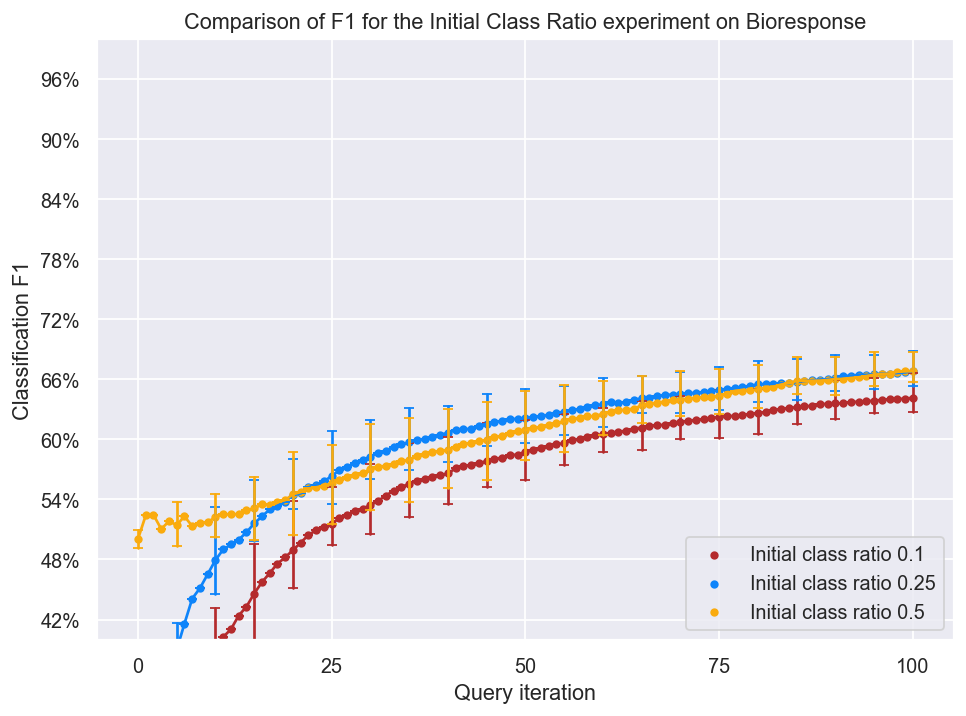 Comparison of F1 for the Initial Class Ratio experiment on Bioresponse
Classification F1
96%
90%
84%
78%
72%
66%
60%
54%
48%
42%
Initial class ratio 0.1
Initial class ratio 0.25
Initial class ratio 0.5
0 25 50 75 100
Query iteration